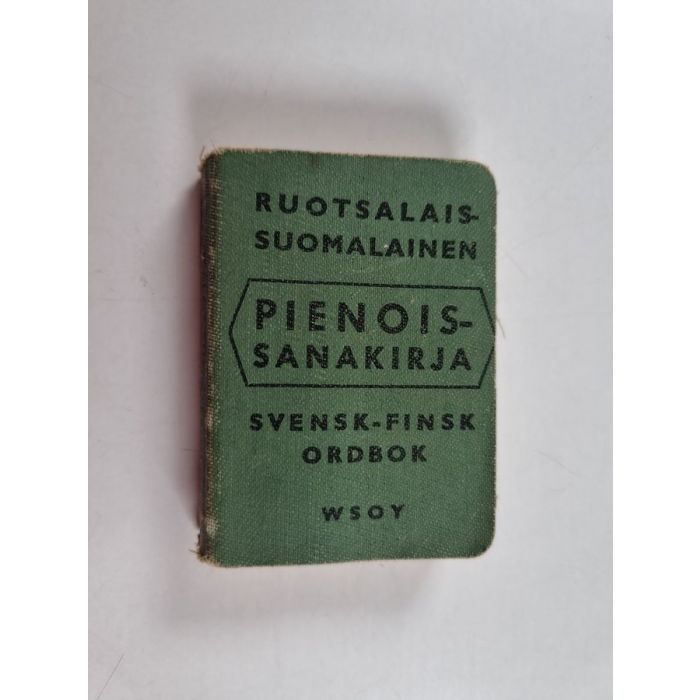 RUOTSALAIS-
SUOMALAINEN
PIENOIS-
SANAKIRJA
SVENSK-FINSK
ORDBOK
WSOY